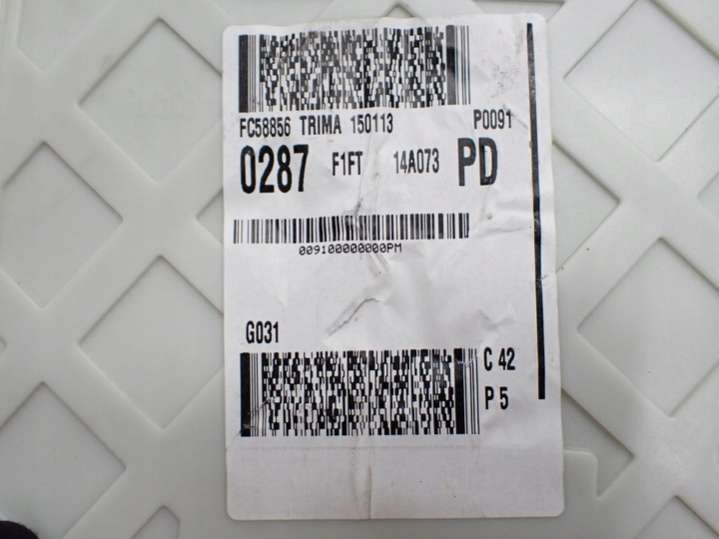 FC58856 TRIMA 150113 P0091
0287 F1FT 14A073 PD
009100000000PM
G031
C 42
P 5